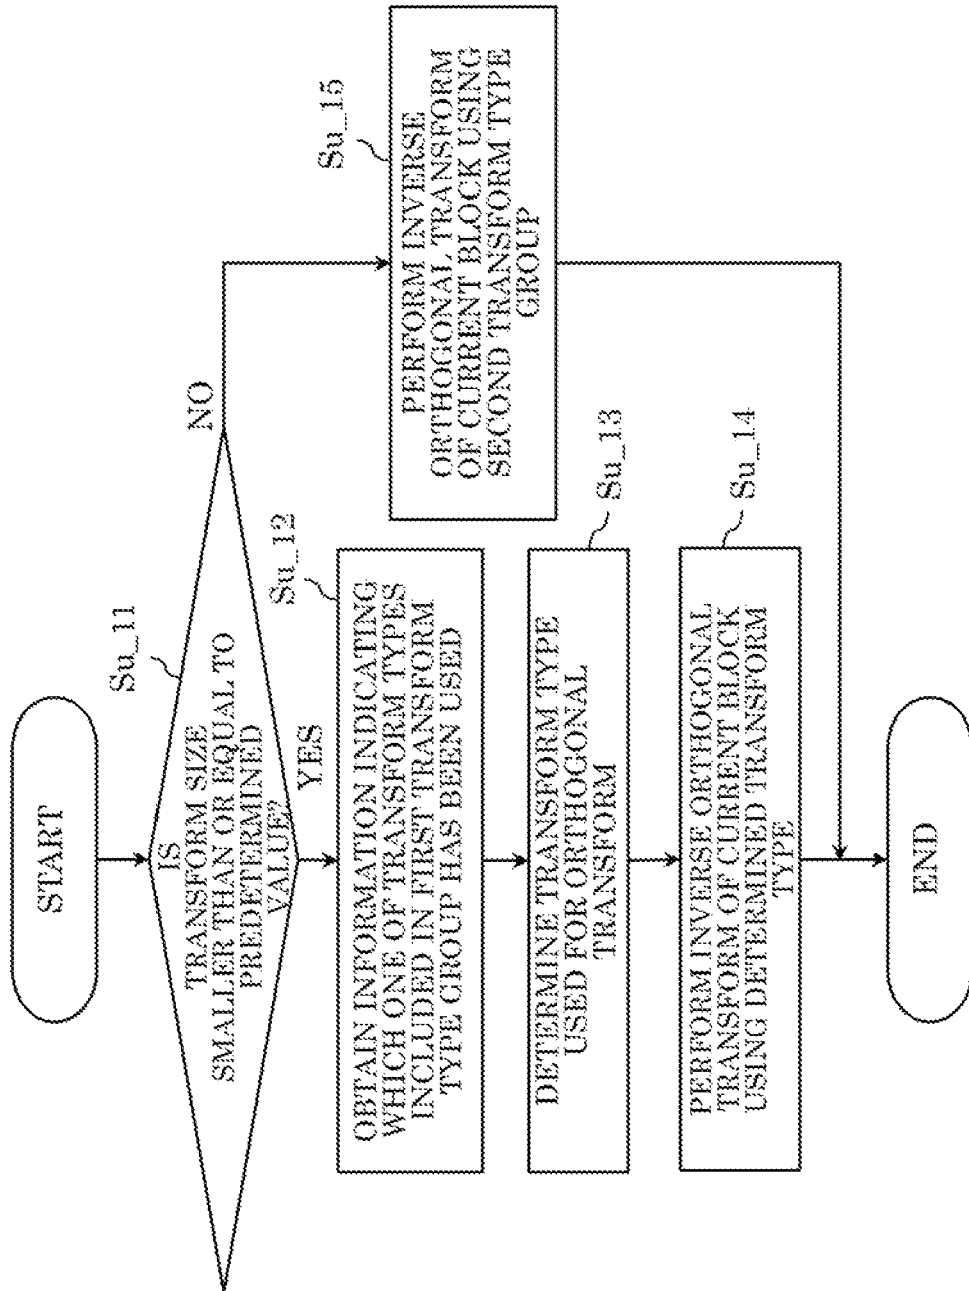 START
Su_11
IS
TRANSFORM SIZE
SMALLER THAN OR EQUAL TO
PREDETERMINED
VALUE?
NO
YES
Su_12
OBTAIN INFORMATION INDICATING
WHICH ONE OF TRANSFORM TYPES
INCLUDED IN FIRST TRANSFORM
TYPE GROUP HAS BEEN USED
Su_13
DETERMINE TRANSFORM TYPE
USED FOR ORTHOGONAL
TRANSFORM
Su_14
PERFORM INVERSE ORTHOGONAL
TRANSFORM OF CURRENT BLOCK
USING DETERMINED TRANSFORM
TYPE
Su_15
PERFORM INVERSE
ORTHOGONAL TRANSFORM
OF CURRENT BLOCK USING
SECOND TRANSFORM TYPE
GROUP
END